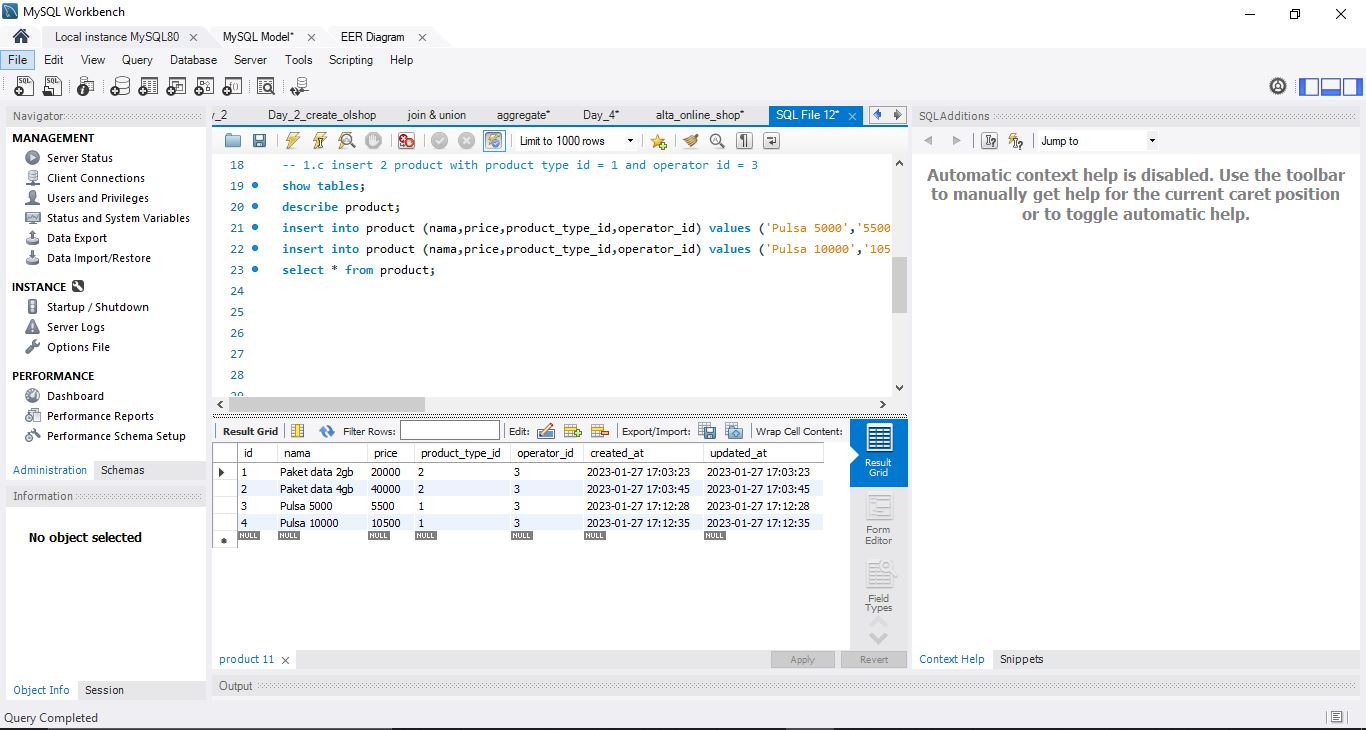 MySQL Workbench
Local instance MySQL80 MySQL Model* EER Diagram
File Edit View Query Database Server Tools Scripting Help
Navigator
MANAGEMENT
Server Status
Client Connections
Users and Privileges
Status and System Variables
Data Export
Data Import/Restore
INSTANCE
Startup / Shutdown
Server Logs
Options File
PERFORMANCE
Dashboard
Performance Reports
Performance Schema Setup
Administration Schemas
Information
No object selected
Object Info Session
Query Completed
y_2 Day_2_create_olshop join & union aggregate* Day_4* alta_online_shop* SQL File 12*
Limit to 1000 rows
18 -- 1.c insert 2 product with product type id = 1 and operator id = 3
19 show tables;
20 describe product;
21 insert into product (nama,price,product_type_id,operator_id) values ('Pulsa 5000','5500
22 insert into product (nama,price,product_type_id,operator_id) values ('Pulsa 10000','105
23 select * from product;
24
25
26
27
28
29
Result Grid Filter Rows: Edit: Export/Import: Wrap Cell Content:
id nama price product_type_id operator_id created_at updated_at
1 Paket data 2gb 20000 2 3 2023-01-27 17:03:23 2023-01-27 17:03:23
2 Paket data 4gb 40000 2 3 2023-01-27 17:03:45 2023-01-27 17:03:45
3 Pulsa 5000 5500 1 3 2023-01-27 17:12:28 2023-01-27 17:12:28
4 Pulsa 10000 10500 1 3 2023-01-27 17:12:35 2023-01-27 17:12:35
NULL NULL NULL NULL NULL NULL NULL
Result
Grid
Form
Editor
Field
Types
product 11 Apply Revert
Output
SQLAdditions
Jump to
Automatic context help is disabled. Use the toolbar
to manually get help for the current caret position
or to toggle automatic help.
Context Help Snippets